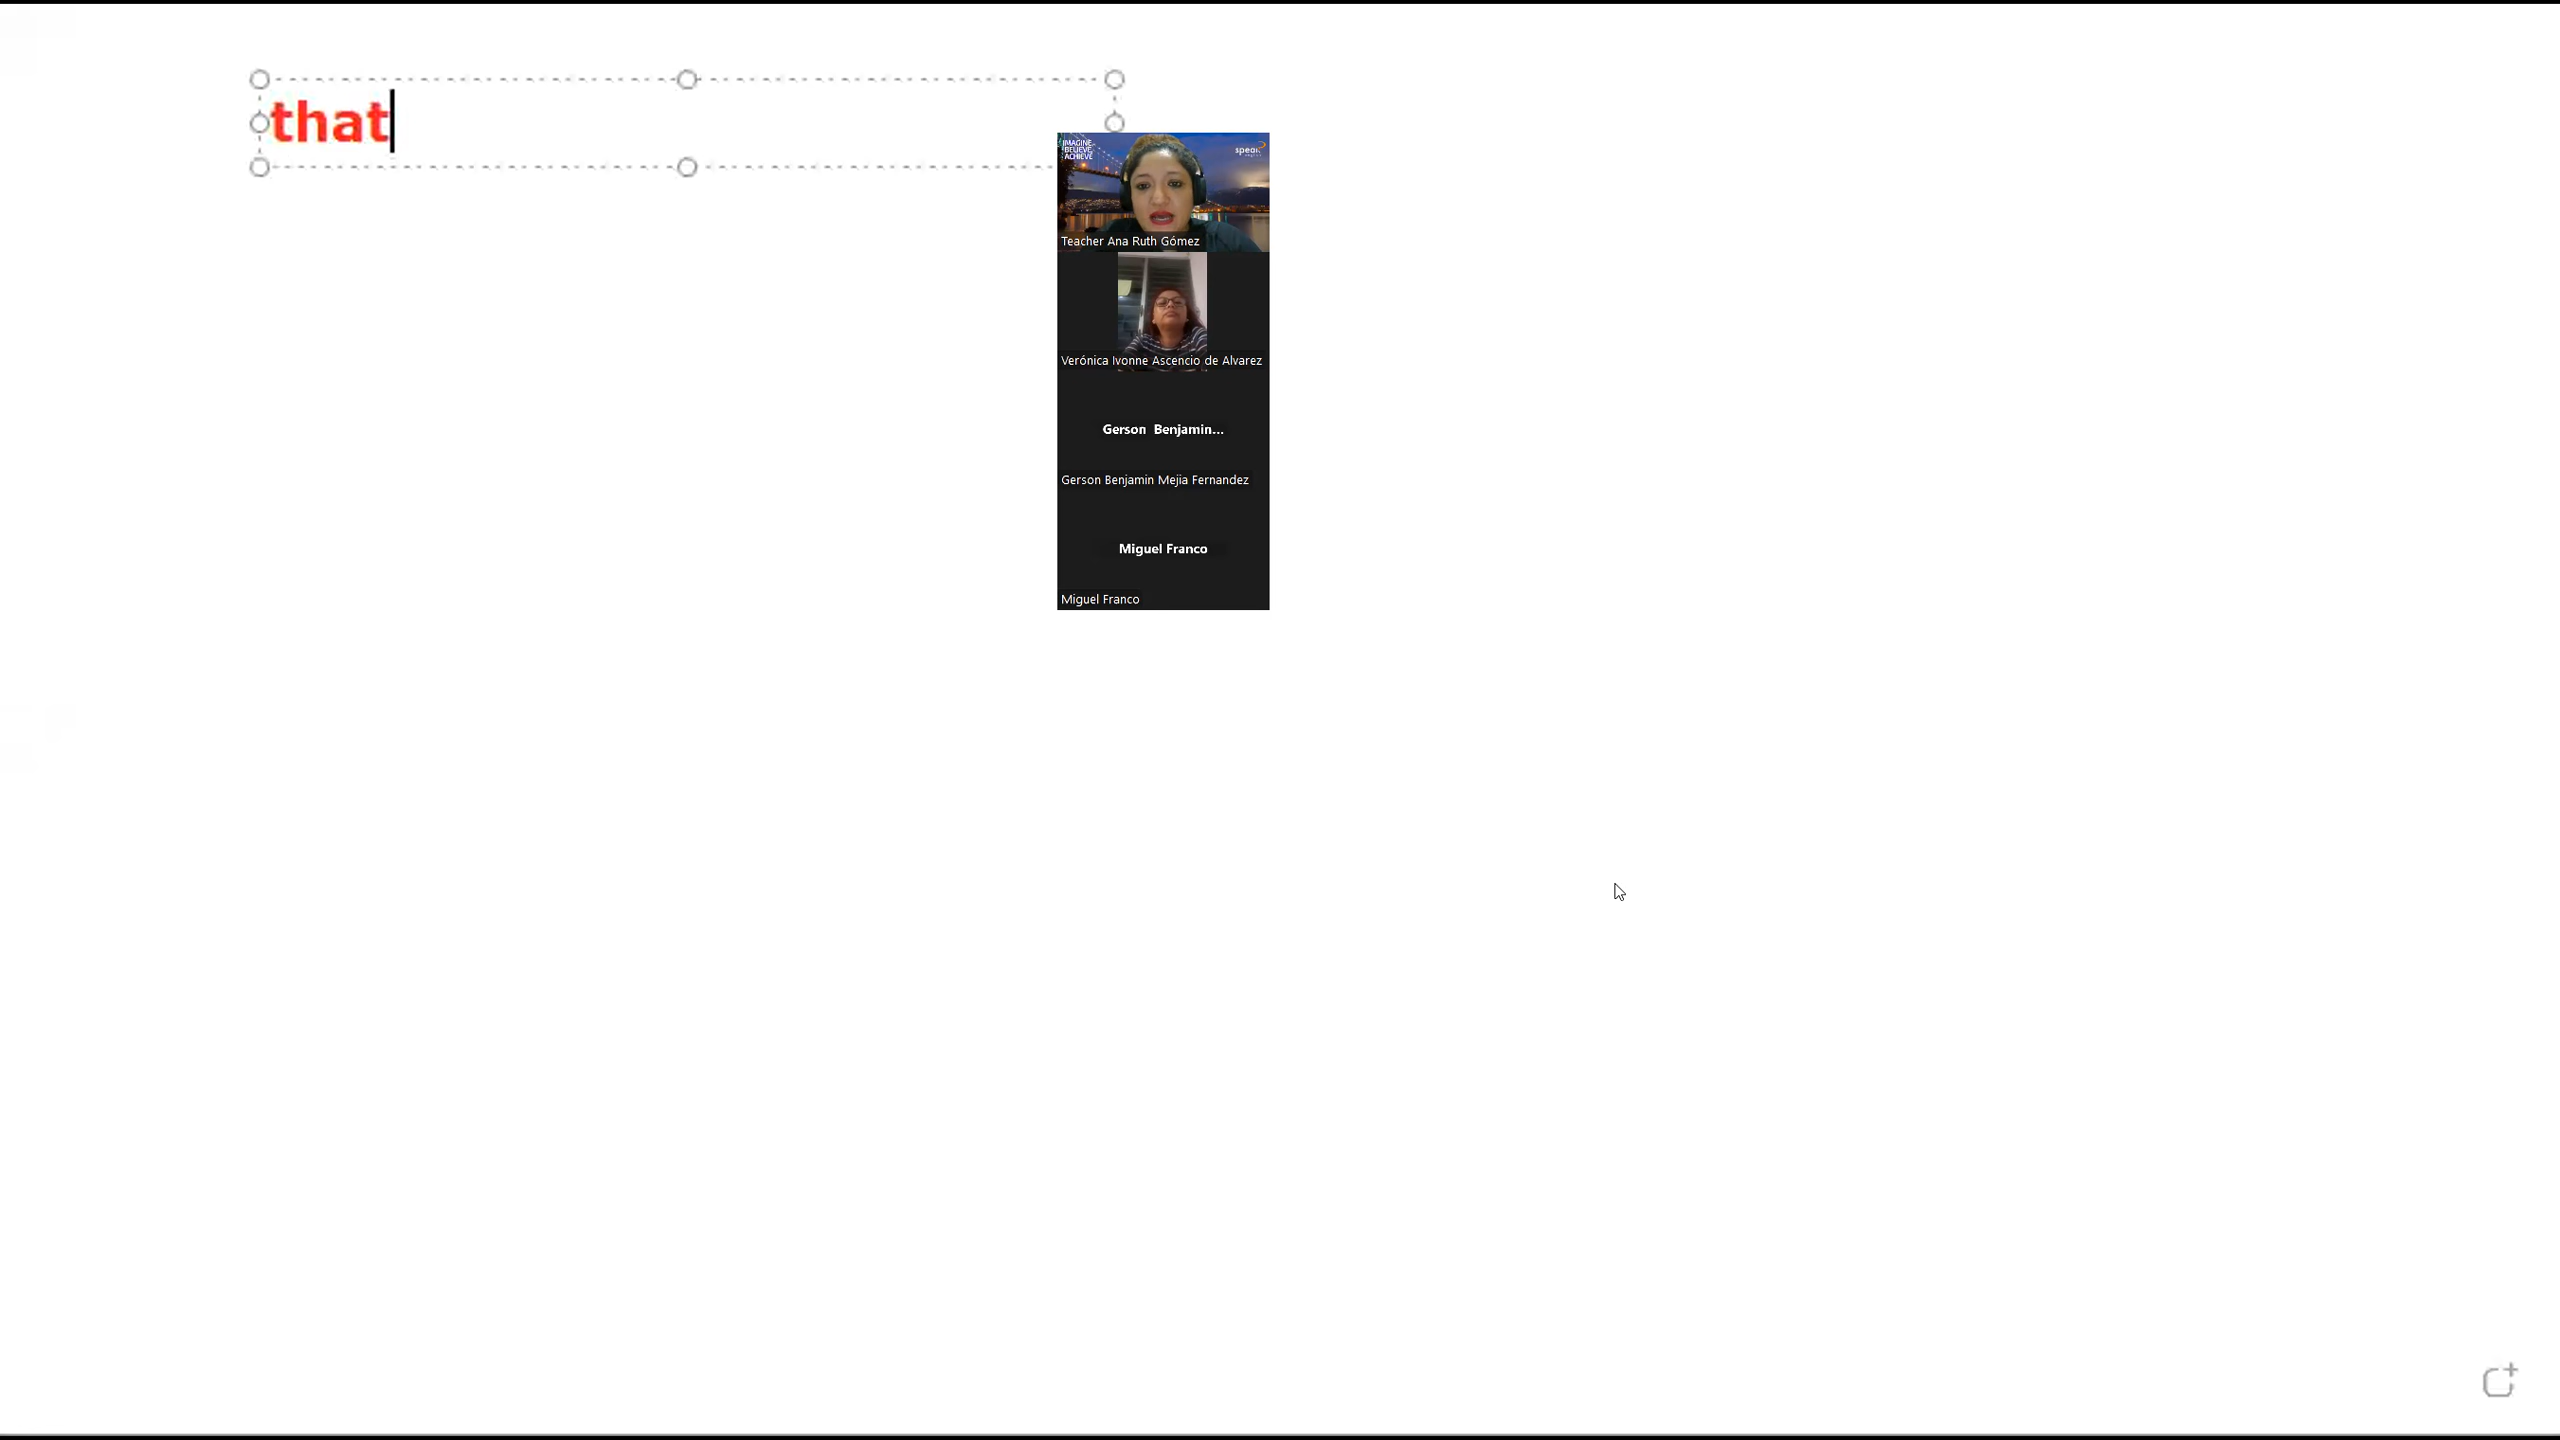 that
IMAGINE
BELIEVE
ACHIEVE
speak
Teacher Ana Ruth Gómez
Verónica Ivonne Ascencio de Alvarez
Gerson Benjamin...
Gerson Benjamin Mejia Fernandez
Miguel Franco
Miguel Franco